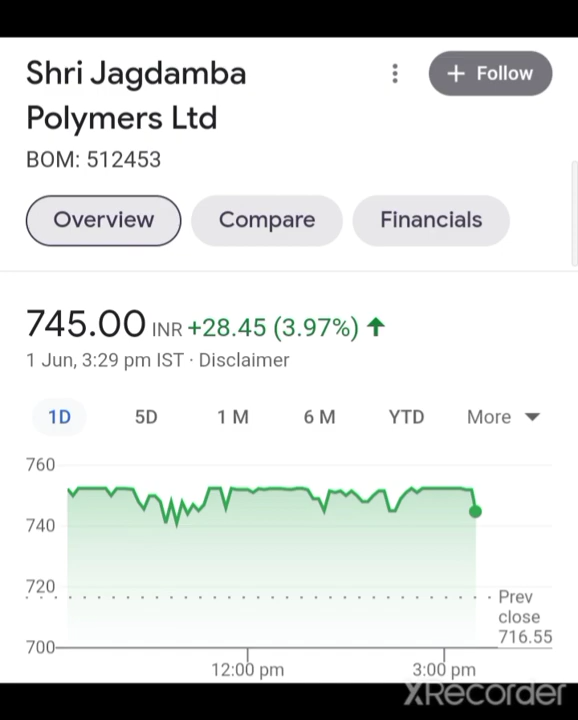 Shri Jagdamba
Polymers Ltd
+ Follow
BOM: 512453
Overview Compare Financials
745.00 INR +28.45 (3.97%) ↑
1 Jun, 3:29 pm IST · Disclaimer
1D 5D 1 M 6 M YTD More
760
740
720
Prev
close
716.55
700
12:00 pm 3:00 pm
XRecorder